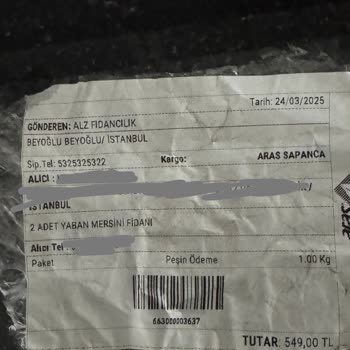 Tarih: 24/03/2025
GÖNDEREN: ALZ FIDANCILIK
BEYOĞLU BEYOĞLU/ İSTANBUL
Sip.Tel: 5325325322 Kargo: ARAS SAPANCA
ALICI :
İSTANBUL
2 ADET YABAN MERSİNİ FİDANI
Alıcı Tel :
Paket Peşin Ödeme 1.00 Kg
663000003637
TUTAR: 549,00 TL